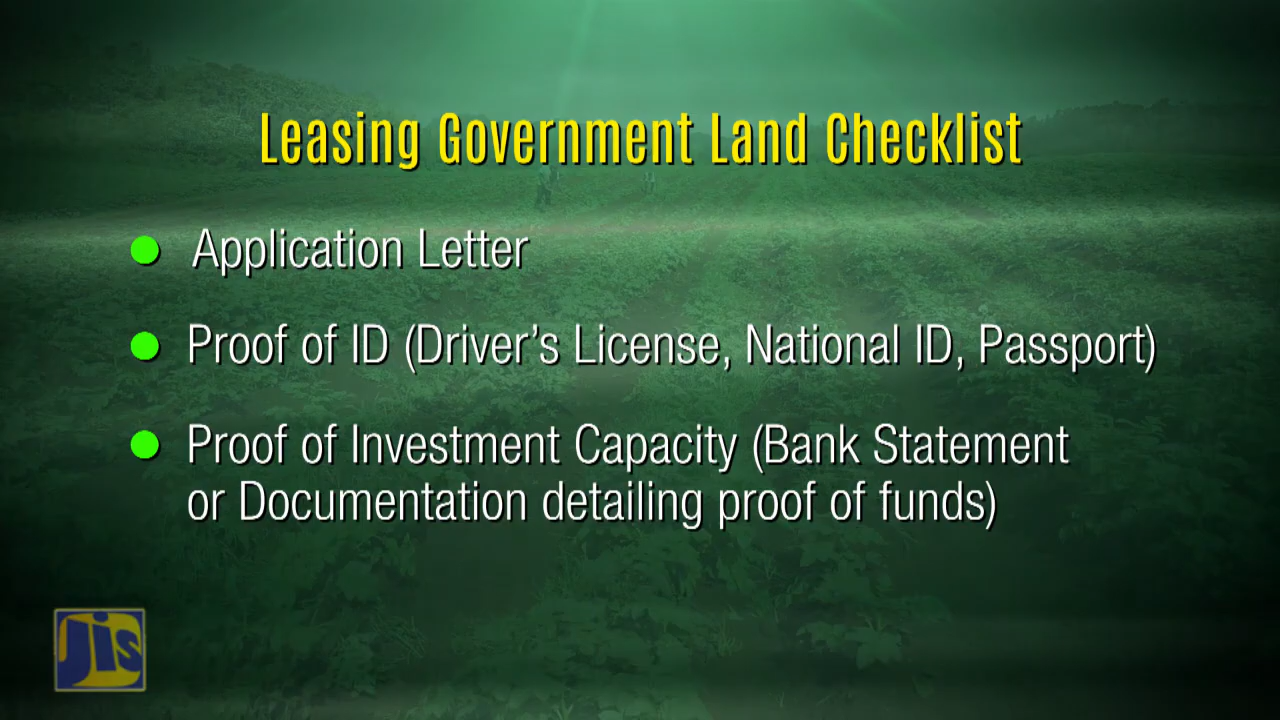 Leasing Government Land Checklist
Application Letter
Proof of ID (Driver’s License, National ID, Passport)
Proof of Investment Capacity (Bank Statement
or Documentation detailing proof of funds)
Jis